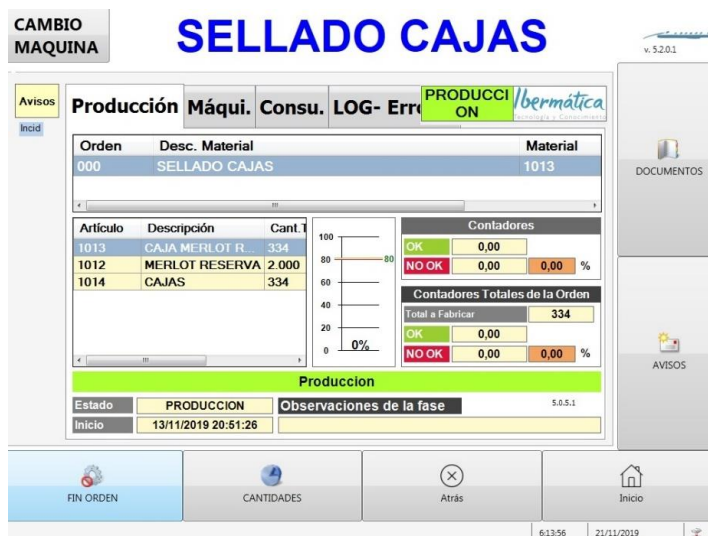 CAMBIO
MAQUINA
SELLADO CAJAS
v. 5.2.0.1
Avisos
Incid
Producción Máqui. Consu. LOG- Erro
PRODUCCI
ON
Ibermática
Tecnología y Conocimiento
Orden Desc. Material Material
000 SELLADO CAJAS 1013
DOCUMENTOS
Artículo Descripción Cant.T
1013 CAJA MERLOT R... 334
1012 MERLOT RESERVA 2.000
1014 CAJAS 334
100
80 80
60
40
20
0 0%
Contadores
OK 0,00
NO OK 0,00 0,00 %
Contadores Totales de la Orden
Total a Fabricar 334
OK 0,00
NO OK 0,00 0,00 %
AVISOS
Produccion
Estado PRODUCCION Observaciones de la fase 5.0.5.1
Inicio 13/11/2019 20:51:26
FIN ORDEN CANTIDADES Atrás Inicio
6:13:56 21/11/2019